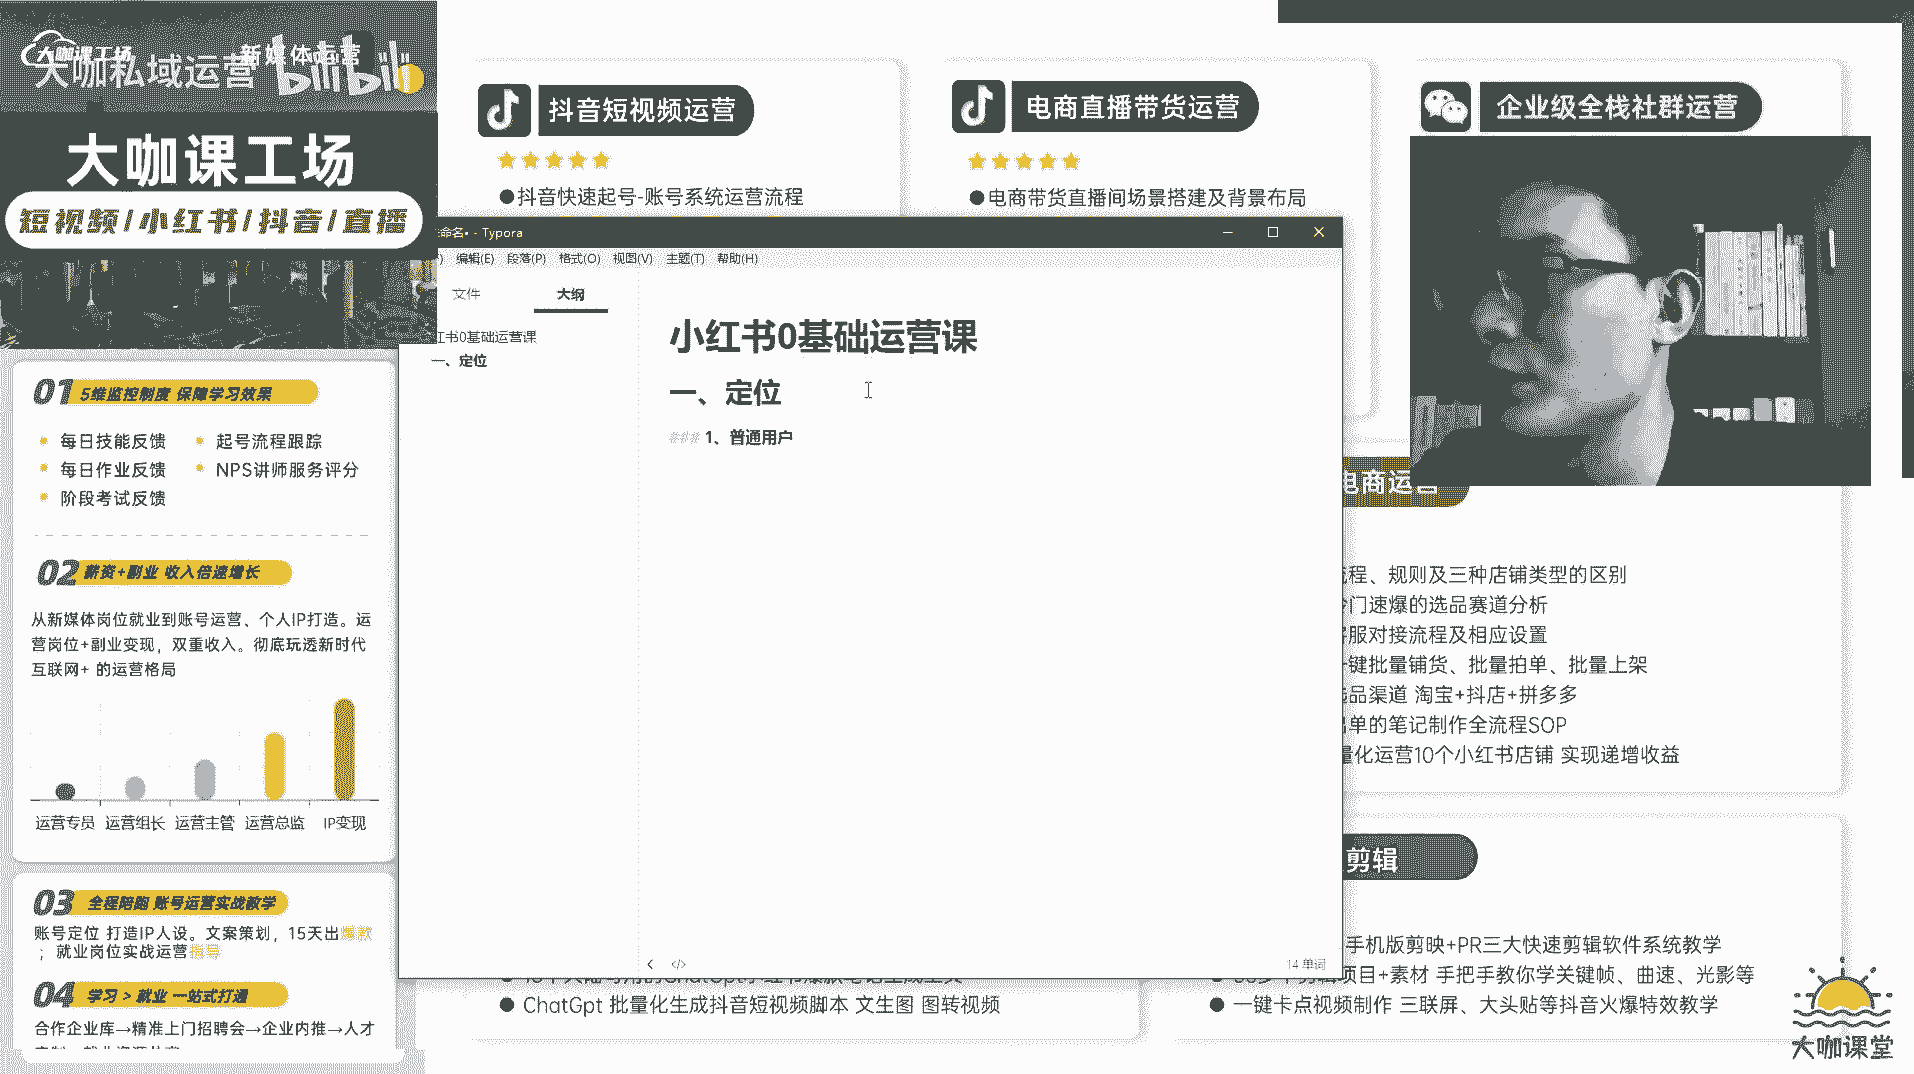 大咖课工场
大咖私域运营
新媒体运营
bilibili
大咖课工场
短视频/小红书/抖音/直播
01 5维监控制度 保障学习效果
每日技能反馈
起号流程跟踪
每日作业反馈
NPS讲师服务评分
阶段考试反馈
02 薪资+副业 收入倍速增长
从新媒体岗位就业到账号运营、个人IP打造。运
营岗位+副业变现，双重收入。彻底玩透新时代
互联网+ 的运营格局
运营专员 运营组长 运营主管 运营总监 IP变现
03 全程陪跑 账号运营实战教学
账号定位 打造IP人设。文案策划，15天出爆款
；就业岗位实战运营指导
04 学习 > 就业 一站式打通
合作企业库→精准上门招聘会→企业内推→人才
抖音短视频运营
●抖音快速起号-账号系统运营流程
电商直播带货运营
●电商带货直播间场景搭建及背景布局
企业级全栈社群运营
命名• - Typora
编辑(E) 段落(P) 格式(O) 视图(V) 主题(T) 帮助(H)
文件
大纲
红书0基础运营课
一、定位
小红书0基础运营课
一、定位
### 1、普通用户
14 单词
电商运营
流程、规则及三种店铺类型的区别
冷门速爆的选品赛道分析
客服对接流程及相应设置
一键批量铺货、批量拍单、批量上架
选品渠道 淘宝+抖店+拼多多
出单的笔记制作全流程SOP
量化运营10个小红书店铺 实现递增收益
剪辑
手机版剪映+PR三大快速剪辑软件系统教学
项目+素材 手把手教你学关键帧、曲速、光影等
● 一键卡点视频制作 三联屏、大头贴等抖音火爆特效教学
● ChatGpt 批量化生成抖音短视频脚本 文生图 图转视频
大咖课堂